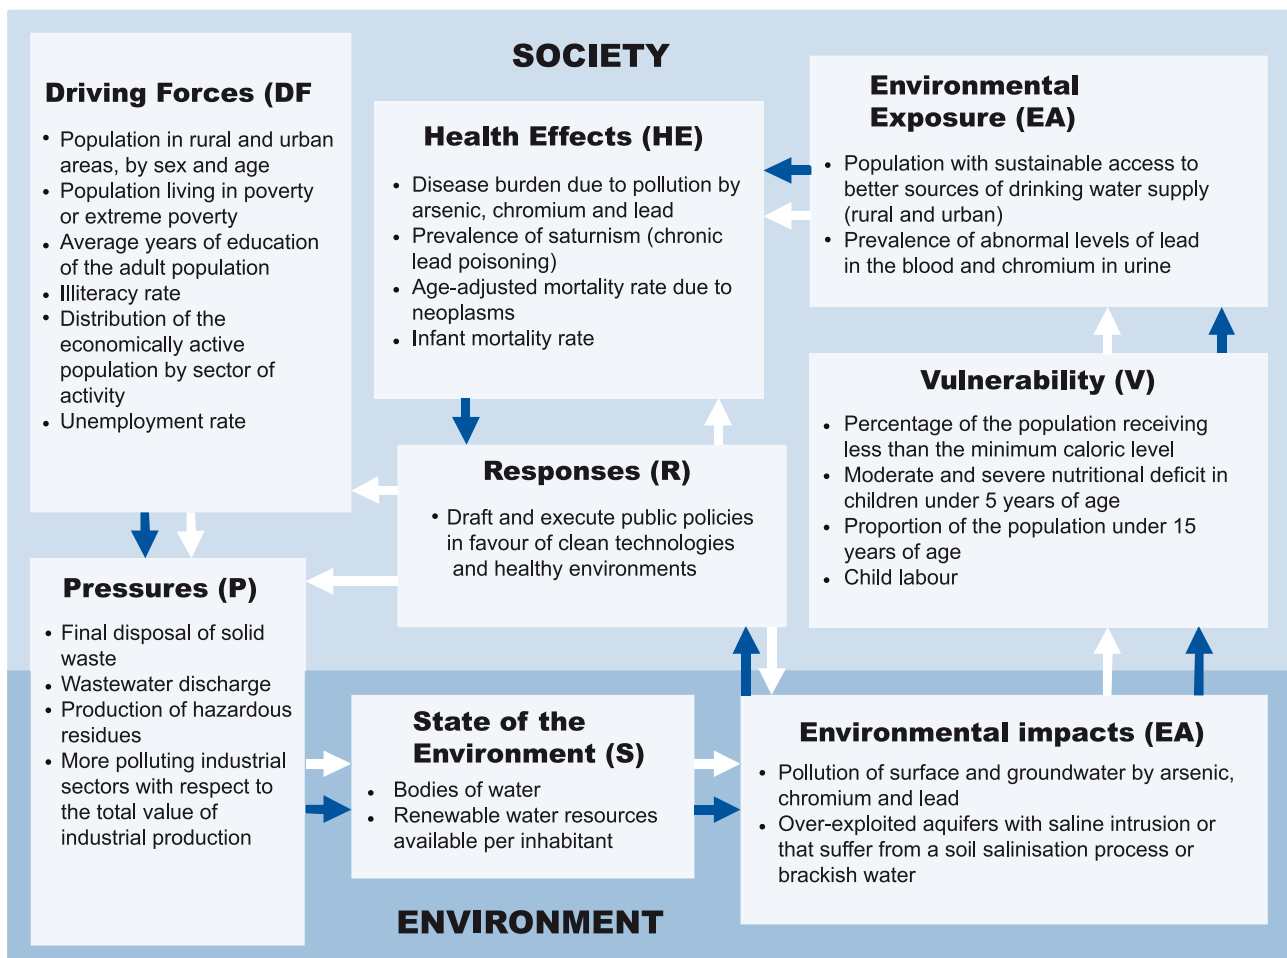 SOCIETY
Driving Forces (DF
• Population in rural and urban
areas, by sex and age
• Population living in poverty
or extreme poverty
• Average years of education
of the adult population
• Illiteracy rate
• Distribution of the
economically active
population by sector of
activity
• Unemployment rate
Health Effects (HE)
• Disease burden due to pollution by
arsenic, chromium and lead
• Prevalence of saturnism (chronic
lead poisoning)
• Age-adjusted mortality rate due to
neoplasms
• Infant mortality rate
Environmental
Exposure (EA)
• Population with sustainable access to
better sources of drinking water supply
(rural and urban)
• Prevalence of abnormal levels of lead
in the blood and chromium in urine
Vulnerability (V)
• Percentage of the population receiving
less than the minimum caloric level
• Moderate and severe nutritional deficit in
children under 5 years of age
• Proportion of the population under 15
years of age
• Child labour
Responses (R)
• Draft and execute public policies
in favour of clean technologies
and healthy environments
Pressures (P)
• Final disposal of solid
waste
• Wastewater discharge
• Production of hazardous
residues
• More polluting industrial
sectors with respect to
the total value of
industrial production
State of the
Environment (S)
• Bodies of water
• Renewable water resources
available per inhabitant
Environmental impacts (EA)
• Pollution of surface and groundwater by arsenic,
chromium and lead
• Over-exploited aquifers with saline intrusion or
that suffer from a soil salinisation process or
brackish water
ENVIRONMENT